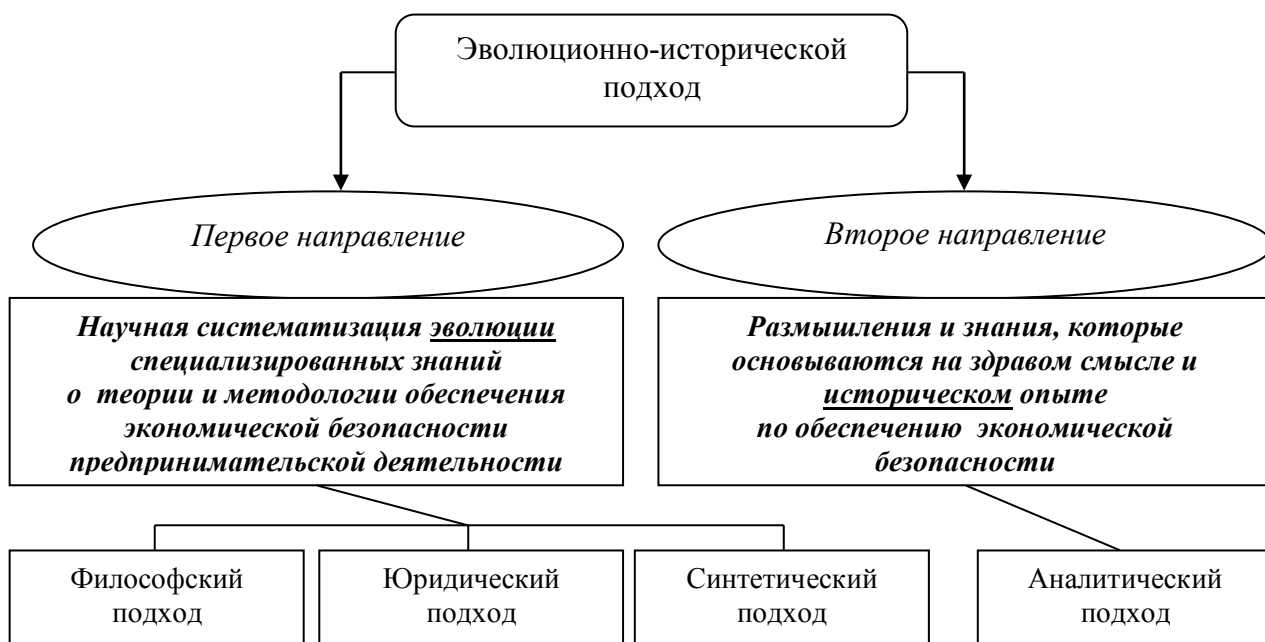 Эволюционно-исторической
подход
Первое направление
Второе направление
Научная систематизация эволюции
специализированных знаний
о теории и методологии обеспечения
экономической безопасности
предпринимательской деятельности
Размышления и знания, которые
основываются на здравом смысле и
историческом опыте
по обеспечению экономической
безопасности
Философский
подход
Юридический
подход
Синтетический
подход
Аналитический
подход